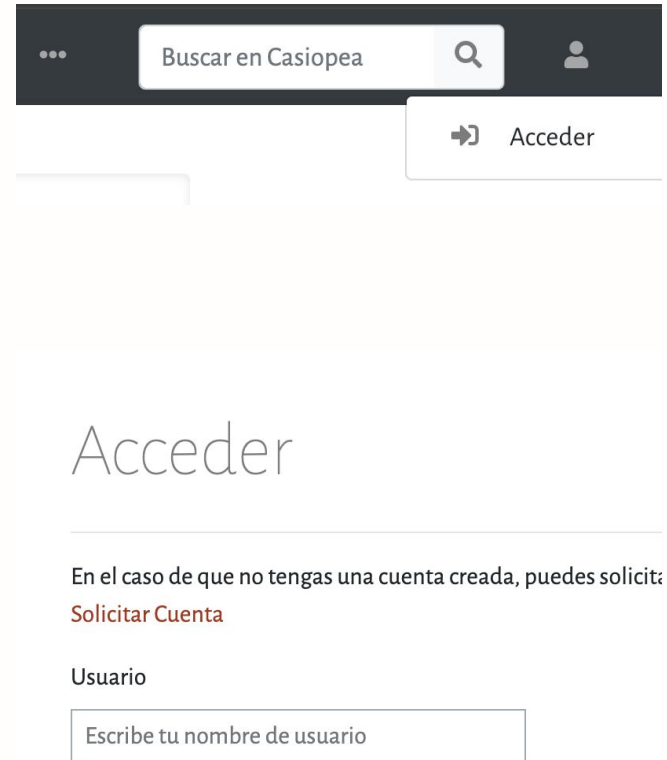 Buscar en Casiopea
Acceder
Acceder
En el caso de que no tengas una cuenta creada, puedes
Solicitar Cuenta
Usuario
Escribe tu nombre de usuario